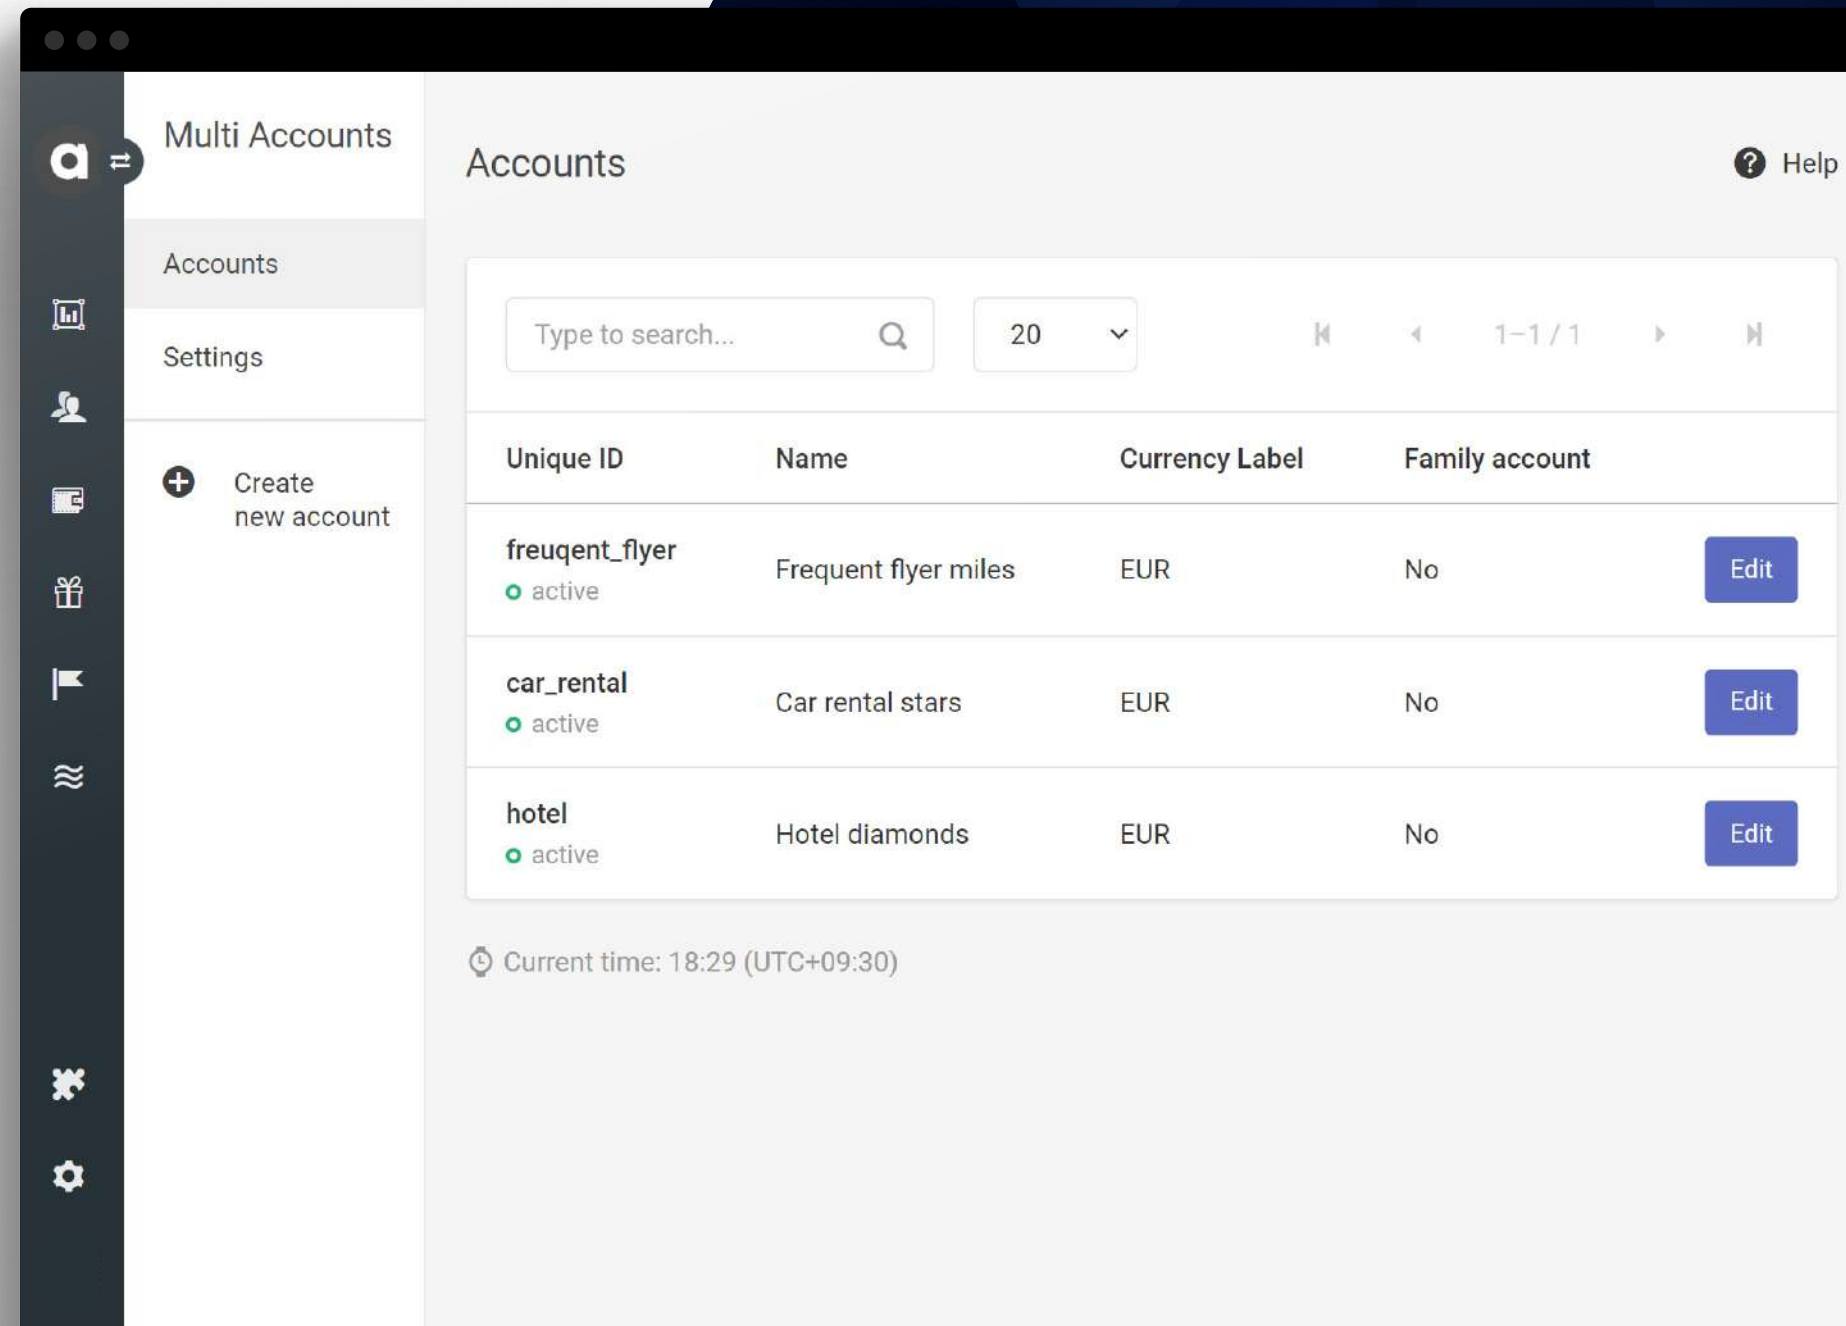 Multi Accounts
Accounts
Settings
Create
new account
Accounts
Help
Type to search...
20
1–1 / 1
Unique ID Name Currency Label Family account
freuqent_flyer
active
Frequent flyer miles EUR No Edit
car_rental
active
Car rental stars EUR No Edit
hotel
active
Hotel diamonds EUR No Edit
Current time: 18:29 (UTC+09:30)